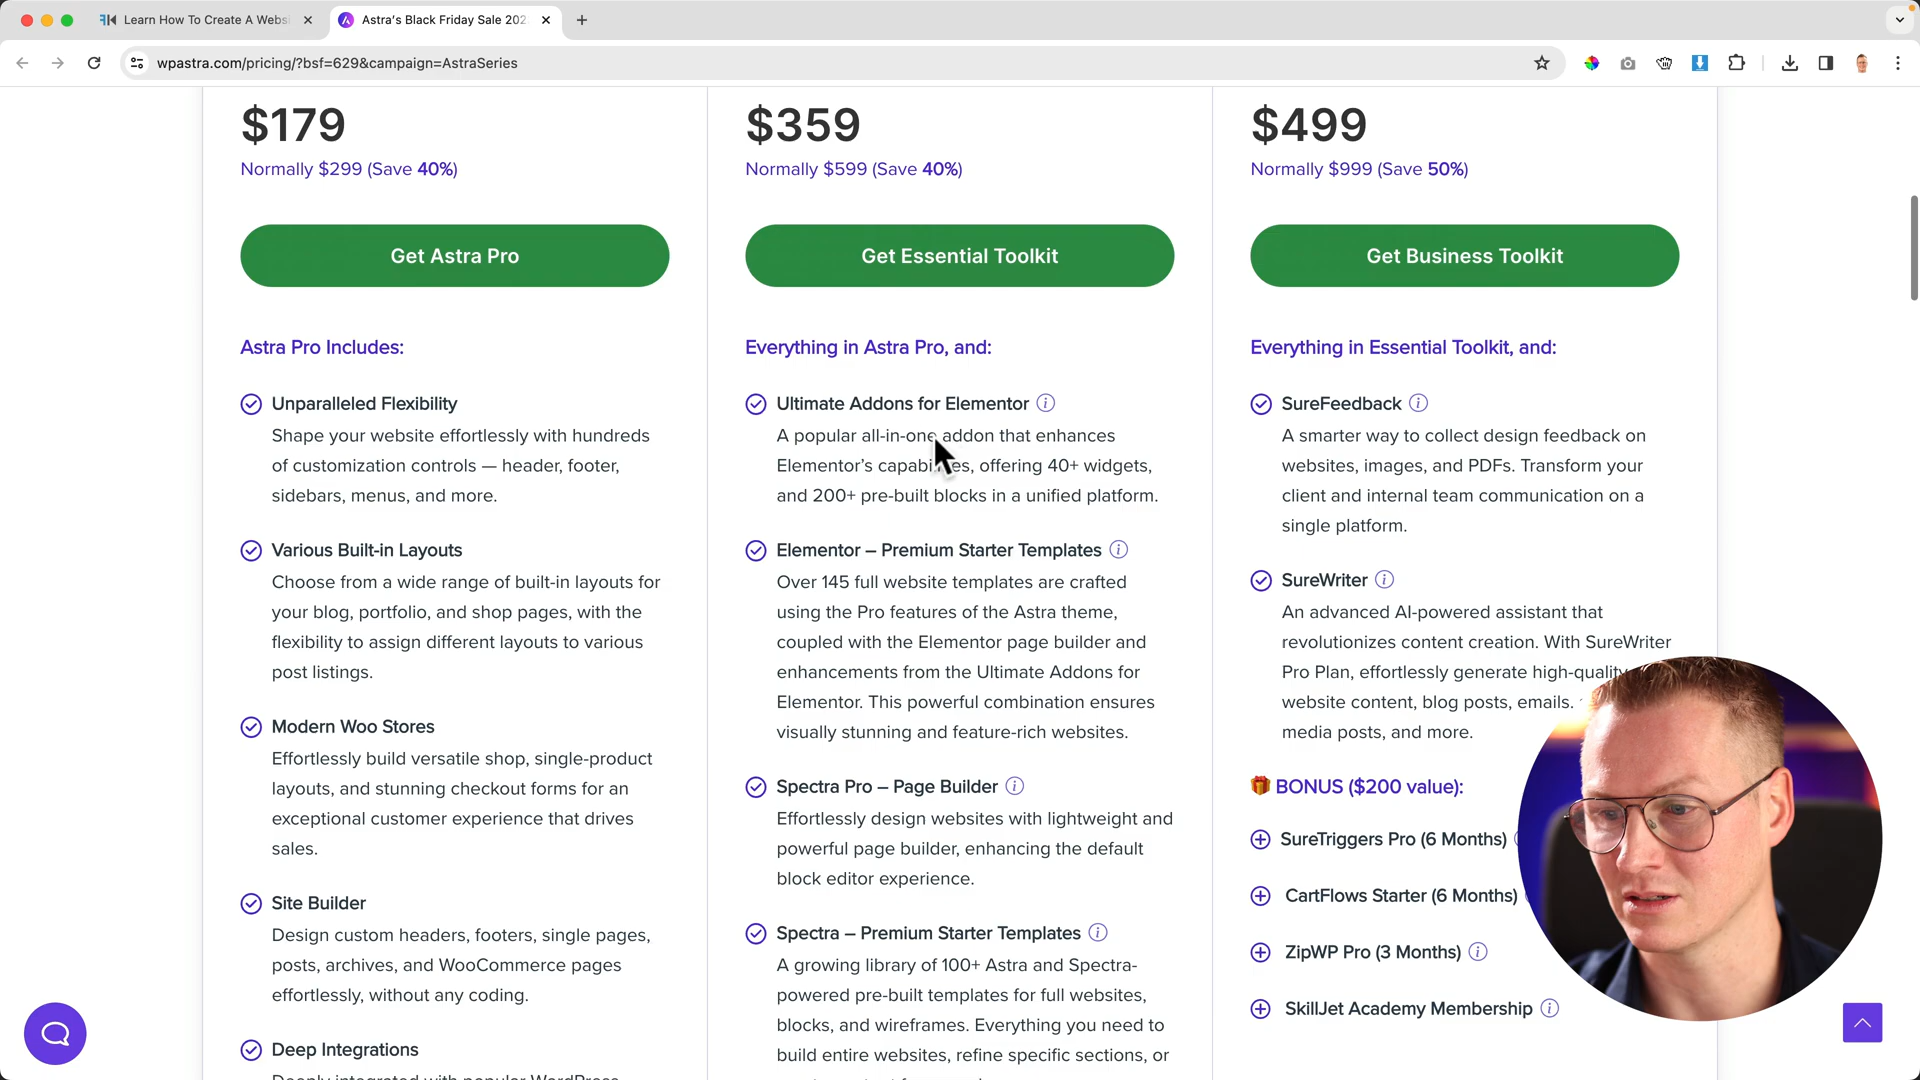 Learn How To Create A Websi
Astra's Black Friday Sale 202
wpastra.com/pricing/?bsf=629&campaign=AstraSeries
$179
Normally $299 (Save 40%)
Get Astra Pro
Astra Pro Includes:
Unparalleled Flexibility
Shape your website effortlessly with hundreds
of customization controls — header, footer,
sidebars, menus, and more.
Various Built-in Layouts
Choose from a wide range of built-in layouts for
your blog, portfolio, and shop pages, with the
flexibility to assign different layouts to various
post listings.
Modern Woo Stores
Effortlessly build versatile shop, single-product
layouts, and stunning checkout forms for an
exceptional customer experience that drives
sales.
Site Builder
Design custom headers, footers, single pages,
posts, archives, and WooCommerce pages
effortlessly, without any coding.
Deep Integrations
Deeply integrated with popular WordPress
$359
Normally $599 (Save 40%)
Get Essential Toolkit
Everything in Astra Pro, and:
Ultimate Addons for Elementor
A popular all-in-one addon that enhances
Elementor's capabilities, offering 40+ widgets,
and 200+ pre-built blocks in a unified platform.
Elementor – Premium Starter Templates
Over 145 full website templates are crafted
using the Pro features of the Astra theme,
coupled with the Elementor page builder and
enhancements from the Ultimate Addons for
Elementor. This powerful combination ensures
visually stunning and feature-rich websites.
Spectra Pro – Page Builder
Effortlessly design websites with lightweight and
powerful page builder, enhancing the default
block editor experience.
Spectra – Premium Starter Templates
A growing library of 100+ Astra and Spectra-
powered pre-built templates for full websites,
blocks, and wireframes. Everything you need to
build entire websites, refine specific sections, or
$499
Normally $999 (Save 50%)
Get Business Toolkit
Everything in Essential Toolkit, and:
SureFeedback
A smarter way to collect design feedback on
websites, images, and PDFs. Transform your
client and internal team communication on a
single platform.
SureWriter
An advanced AI-powered assistant that
revolutionizes content creation. With SureWriter
Pro Plan, effortlessly generate high-quality
website content, blog posts, emails.
media posts, and more.
BONUS ($200 value):
SureTriggers Pro (6 Months)
CartFlows Starter (6 Months)
ZipWP Pro (3 Months)
SkillJet Academy Membership